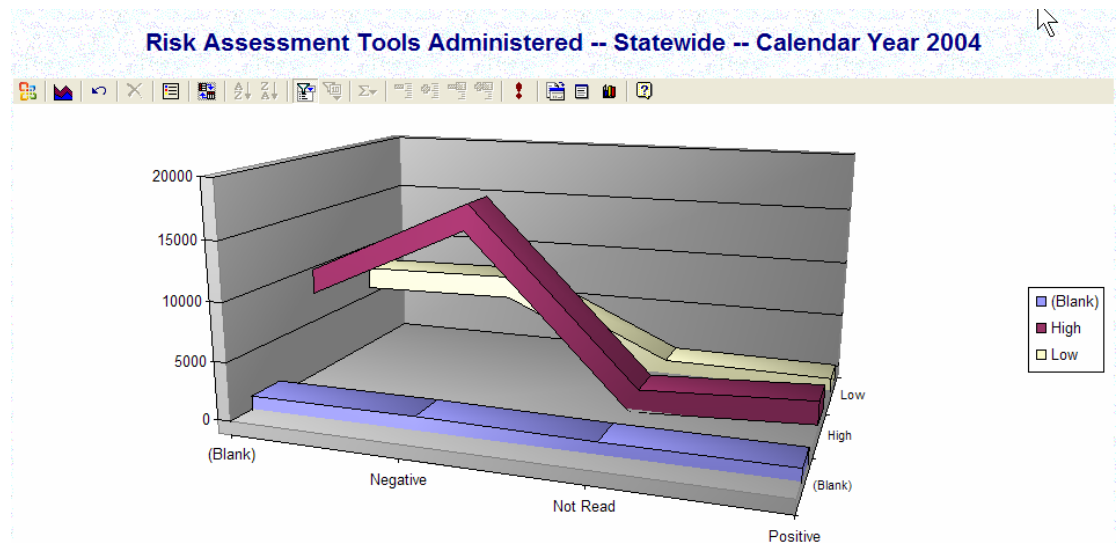 Risk Assessment Tools Administered -- Statewide -- Calendar Year 2004
20000
15000
10000
5000
0
(Blank)
Negative
Not Read
Positive
Low
High
(Blank)
(Blank)
High
Low